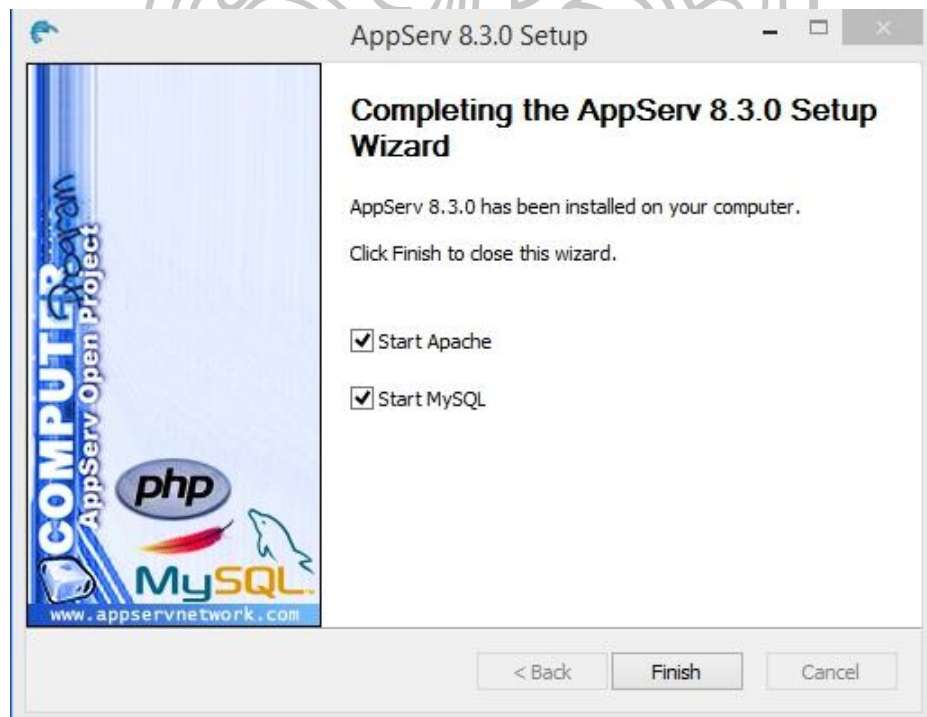 AppServ 8.3.0 Setup
Completing the AppServ 8.3.0 Setup
Wizard
AppServ 8.3.0 has been installed on your computer.
Click Finish to close this wizard.
Start Apache
Start MySQL
COMPUTER
Program
AppServ Open Project
php
MySQL
www.appservnetwork.com
< Back
Finish
Cancel